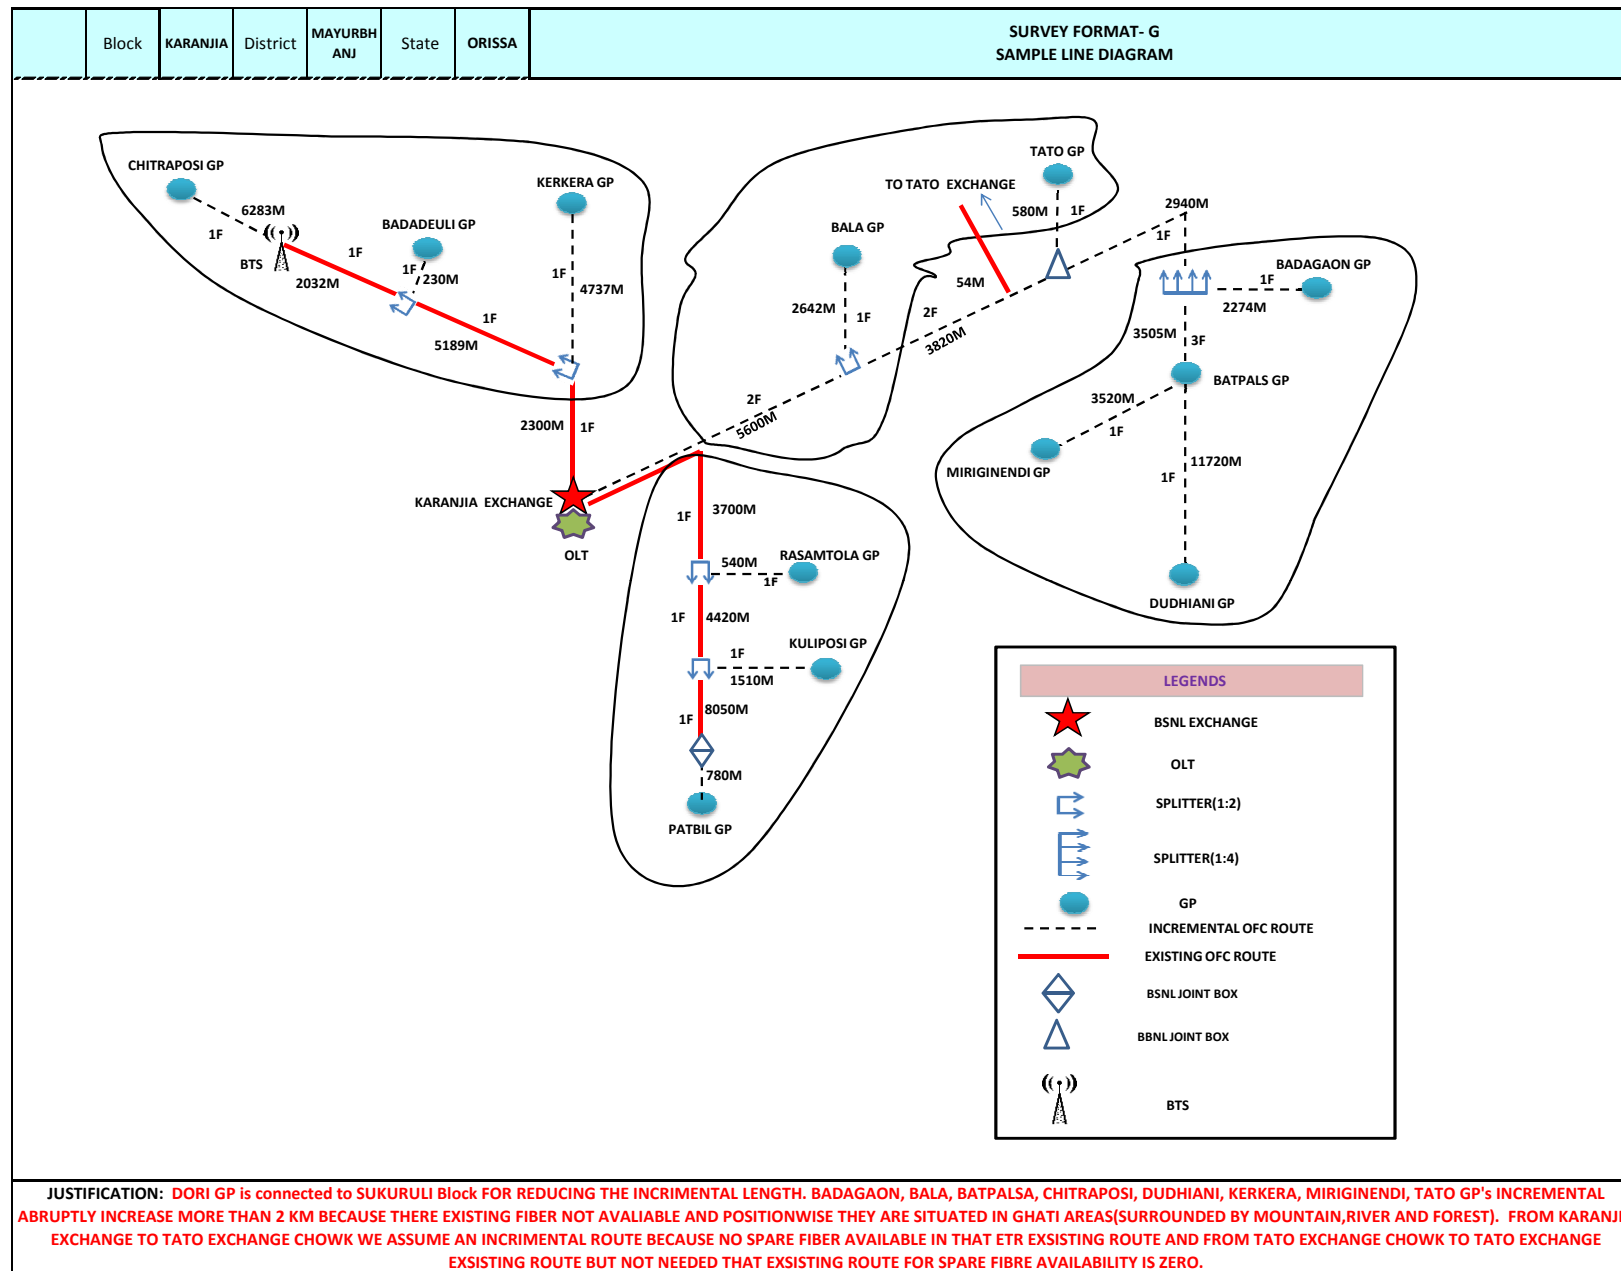 Block KARANJIA District MAYURBH ANJ State ORISSA
SURVEY FORMAT- G
SAMPLE LINE DIAGRAM
CHITRAPOSI GP
6283M
1F
BTS
2032M
1F
BADADEULI GP
1F
230M
1F
5189M
KERKERA GP
1F
4737M
2300M
1F
KARANJIA EXCHANGE
OLT
BALA GP
2642M
1F
2F
5600M
TO TATO EXCHANGE
54M
2F
3820M
TATO GP
580M
1F
2940M
1F
BADAGAON GP
1F
2274M
3505M
3F
BATPALS GP
3520M
1F
MIRIGINENDI GP
11720M
1F
DUDHIANI GP
3700M
1F
540M
RASAMTOLA GP
1F
1F
4420M
KULIPOSI GP
1F
1510M
8050M
1F
780M
PATBIL GP
LEGENDS
BSNL EXCHANGE
OLT
SPLITTER(1:2)
SPLITTER(1:4)
GP
INCREMENTAL OFC ROUTE
EXISTING OFC ROUTE
BSNL JOINT BOX
BBNL JOINT BOX
BTS
JUSTIFICATION: DORI GP is connected to SUKURULI Block FOR REDUCING THE INCRIMENTAL LENGTH. BADAGAON, BALA, BATPALSA, CHITRAPOSI, DUDHIANI, KERKERA, MIRIGINENDI, TATO GP's INCREMENTAL
ABRUPTLY INCREASE MORE THAN 2 KM BECAUSE THERE EXISTING FIBER NOT AVALIABLE AND POSITIONWISE THEY ARE SITUATED IN GHATI AREAS(SURROUNDED BY MOUNTAIN,RIVER AND FOREST). FROM KARANJI
EXCHANGE TO TATO EXCHANGE CHOWK WE ASSUME AN INCRIMENTAL ROUTE BECAUSE NO SPARE FIBER AVAILABLE IN THAT ETR EXSISTING ROUTE AND FROM TATO EXCHANGE CHOWK TO TATO EXCHANGE
EXSISTING ROUTE BUT NOT NEEDED THAT EXSISTING ROUTE FOR SPARE FIBRE AVAILABILITY IS ZERO.